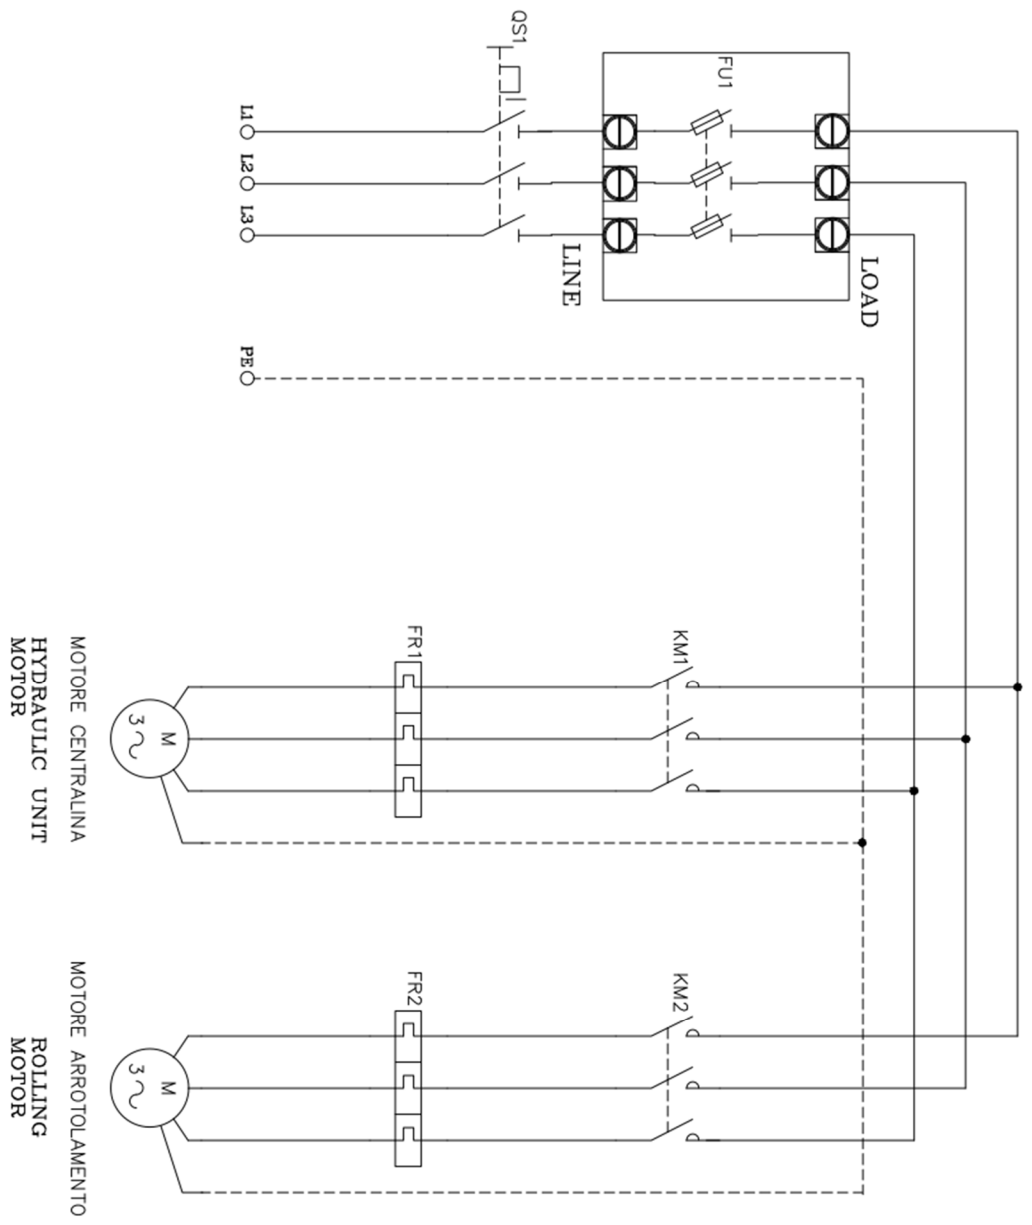 QS1
FU1
L1
L2
L3
LINE
LOAD
PE
KM1
FR1
M
3
MOTORE CENTRALINA
HYDRAULIC UNIT
MOTOR
KM2
FR2
M
3
MOTORE ARROTOLAMENTO
ROLLING
MOTOR